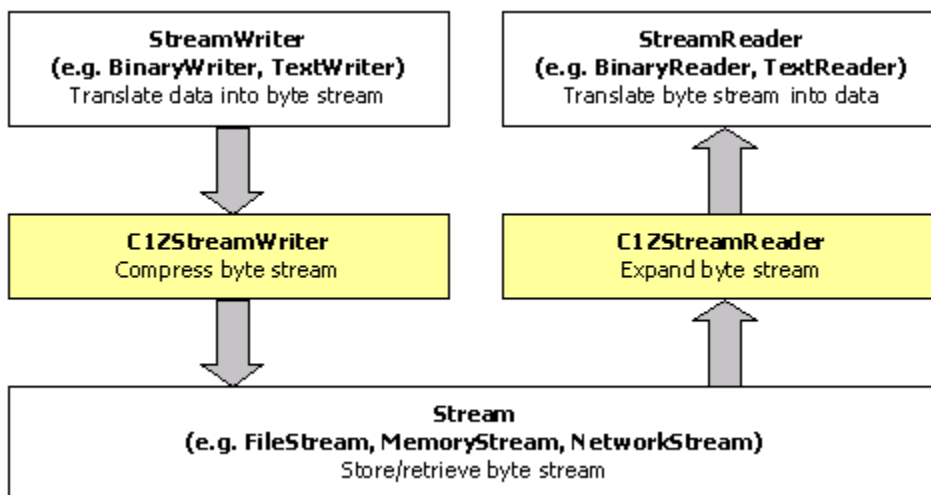 StreamWriter
(e.g. BinaryWriter, TextWriter)
Translate data into byte stream
StreamReader
(e.g. BinaryReader, TextReader)
Translate byte stream into data
C1ZStreamWriter
Compress byte stream
C1ZStreamReader
Expand byte stream
Stream
(e.g. FileStream, MemoryStream, NetworkStream)
Store/retrieve byte stream